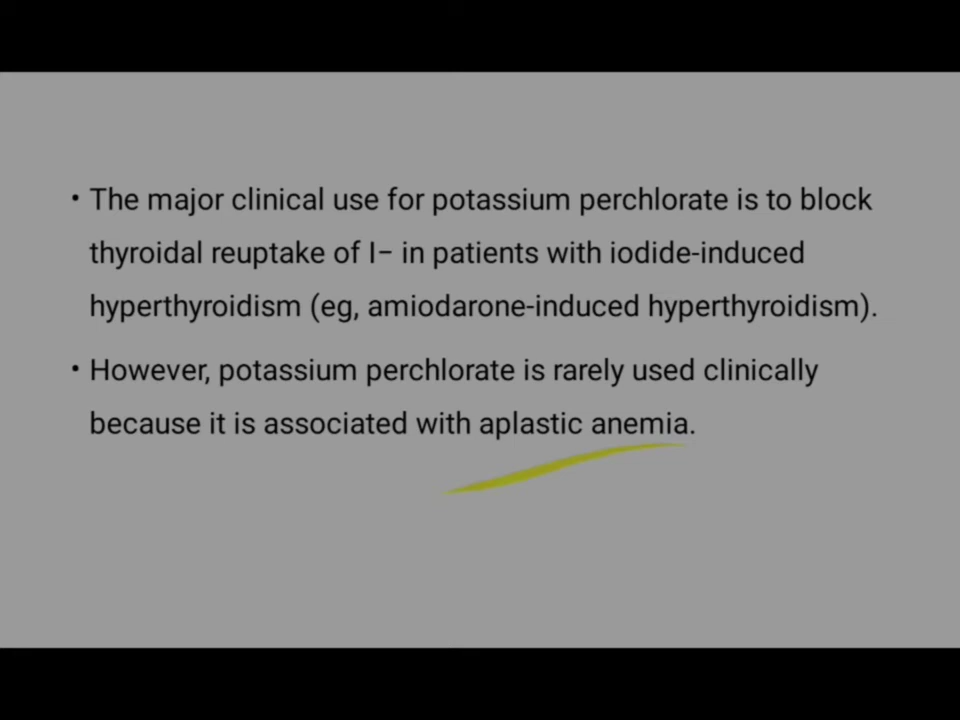 • The major clinical use for potassium perchlorate is to block
thyroidal reuptake of I− in patients with iodide-induced
hyperthyroidism (eg, amiodarone-induced hyperthyroidism).
• However, potassium perchlorate is rarely used clinically
because it is associated with aplastic anemia.